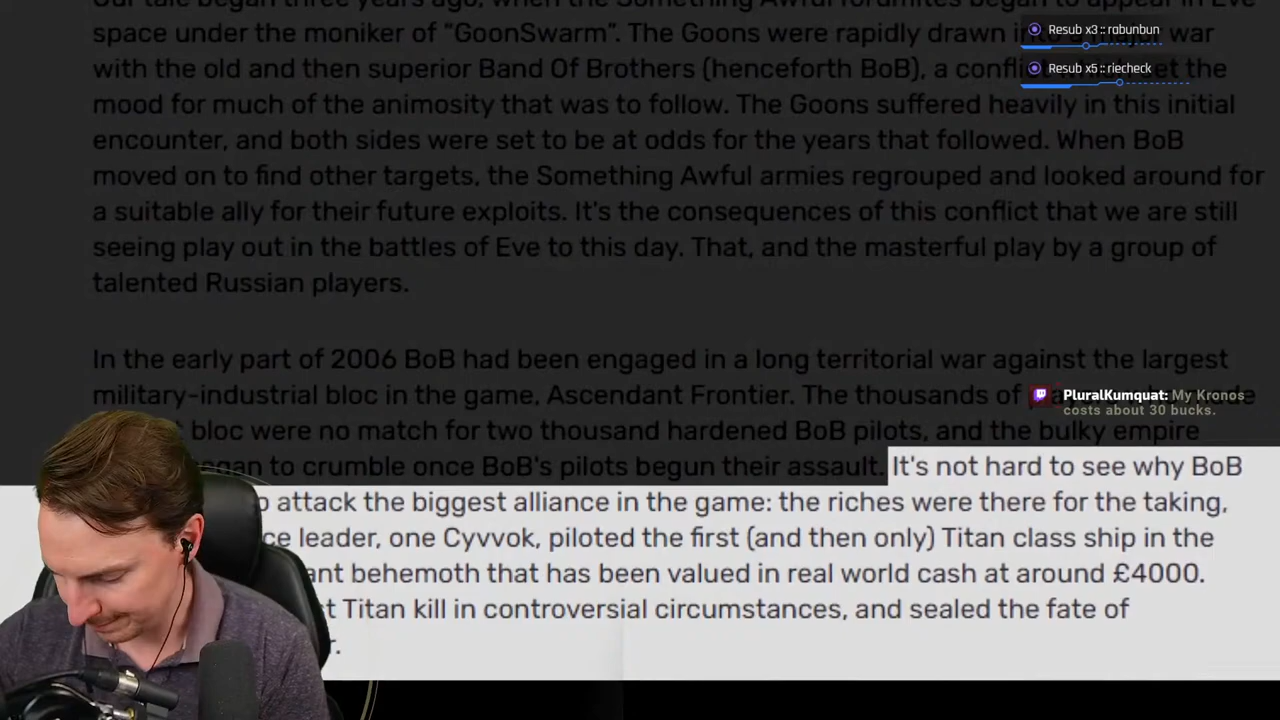 Our tale began three years ago, when the Something Awful forumites began to appear in Eve
space under the moniker of "GoonSwarm". The Goons were rapidly drawn into a major war
with the old and then superior Band Of Brothers (henceforth BoB), a conflict set the
mood for much of the animosity that was to follow. The Goons suffered heavily in this initial
encounter, and both sides were set to be at odds for the years that followed. When BoB
moved on to find other targets, the Something Awful armies regrouped and looked around for
a suitable ally for their future exploits. It's the consequences of this conflict that we are still
seeing play out in the battles of Eve to this day. That, and the masterful play by a group of
talented Russian players.
In the early part of 2006 BoB had been engaged in a long territorial war against the largest
military-industrial bloc in the game, Ascendant Frontier. The thousands of
bloc were no match for two thousand hardened BoB pilots, and the bulky empire
to crumble once BoB's pilots begun their assault. It's not hard to see why BoB
attack the biggest alliance in the game: the riches were there for the taking,
leader, one Cyvvok, piloted the first (and then only) Titan class ship in the
behemoth that has been valued in real world cash at around £4000.
Titan kill in controversial circumstances, and sealed the fate of
Resub x3 :: rabunbun
Resub x5 :: riecheck
PluralKumquat: My Kronos
costs about 30 bucks.